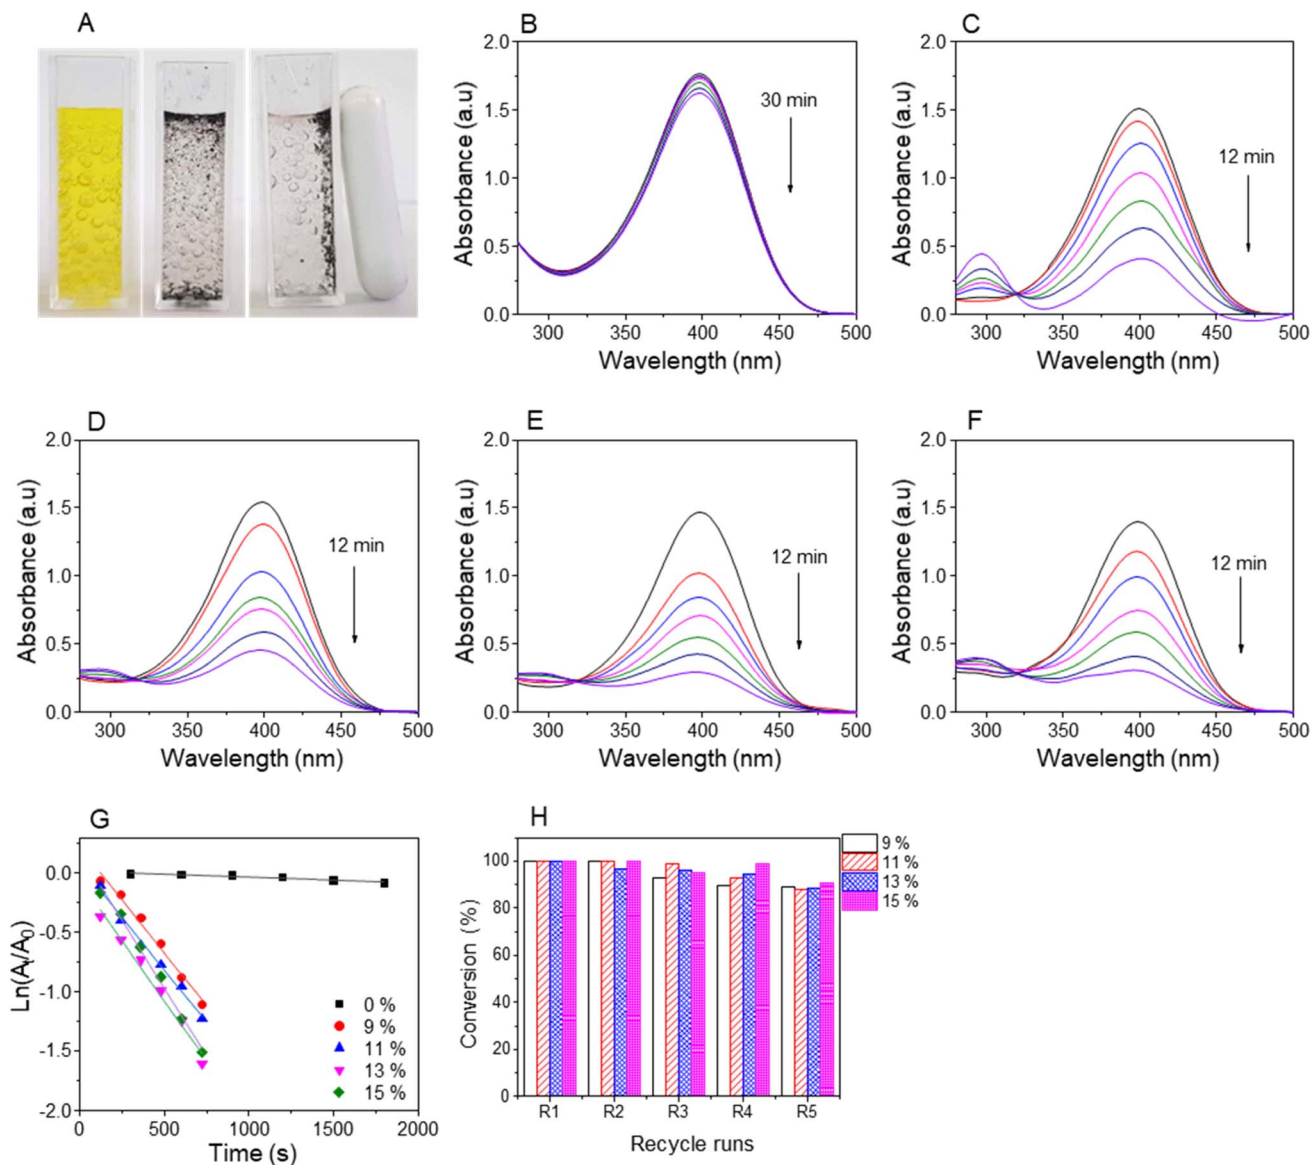 A
B
2.0
1.5
1.0
0.5
0.0
Absorbance (a.u)
30 min
300 350 400 450 500
Wavelength (nm)
C
2.0
1.5
1.0
0.5
0.0
Absorbance (a.u)
12 min
300 350 400 450 500
Wavelength (nm)
D
2.0
1.5
1.0
0.5
0.0
Absorbance (a.u)
12 min
300 350 400 450 500
Wavelength (nm)
E
2.0
1.5
1.0
0.5
0.0
Absorbance (a.u)
12 min
300 350 400 450 500
Wavelength (nm)
F
2.0
1.5
1.0
0.5
0.0
Absorbance (a.u)
12 min
300 350 400 450 500
Wavelength (nm)
G
0.0
-0.5
-1.0
-1.5
-2.0
Ln(At/A0)
0 %
9 %
11 %
13 %
15 %
0 500 1000 1500 2000
Time (s)
H
100
80
60
40
20
0
Conversion (%)
9 %
11 %
13 %
15 %
R1 R2 R3 R4 R5
Recycle runs